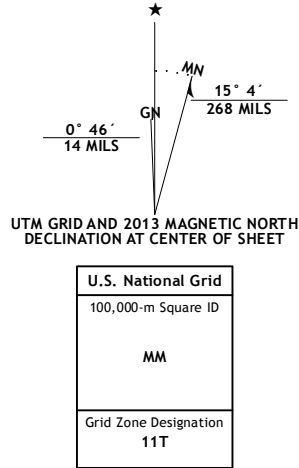 ★
MN
15° 4´
268 MILS
GN
0° 46´
14 MILS
UTM GRID AND 2013 MAGNETIC NORTH
DECLINATION AT CENTER OF SHEET
U.S. National Grid
100,000-m Square ID
MM
Grid Zone Designation
11T